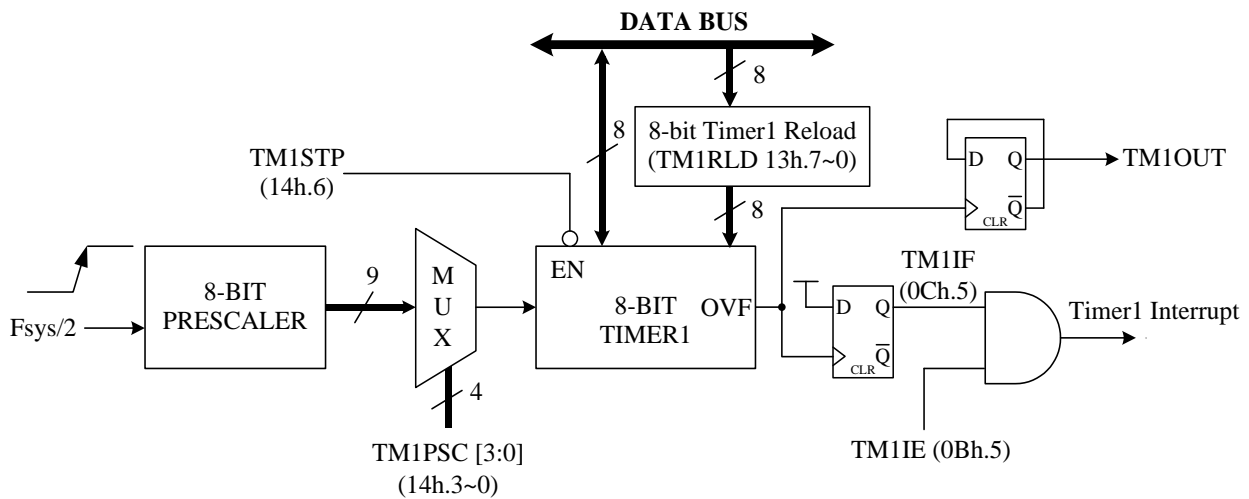 DATA BUS
8
8
8-bit Timer1 Reload
(TM1RLD 13h.7~0)
8
TM1STP
(14h.6)
D Q
Q
CLR
TM1OUT
8-BIT
PRESCALER
Fsys/2
9
M
U
X
4
TM1PSC [3:0]
(14h.3~0)
EN
8-BIT
TIMER1
OVF
TM1IF
(0Ch.5)
D Q
Q
CLR
Timer1 Interrupt
TM1IE (0Bh.5)